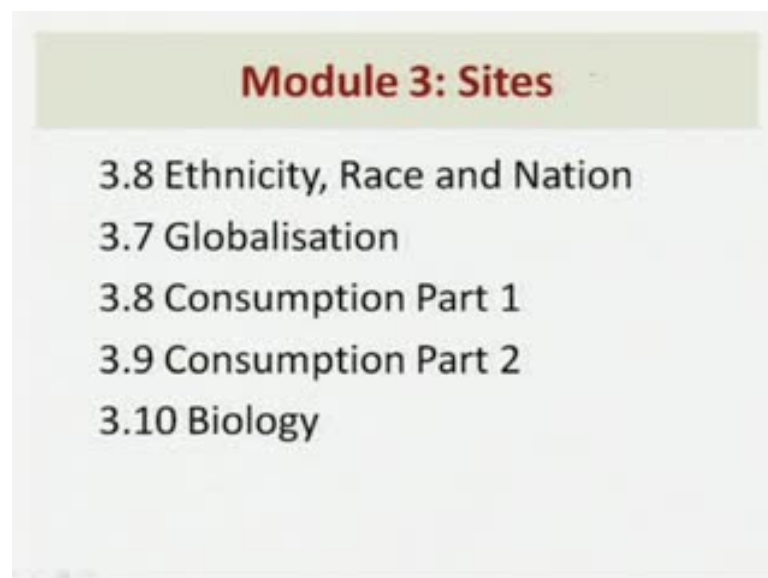 Module 3: Sites
3.8 Ethnicity, Race and Nation
3.7 Globalisation
3.8 Consumption Part 1
3.9 Consumption Part 2
3.10 Biology